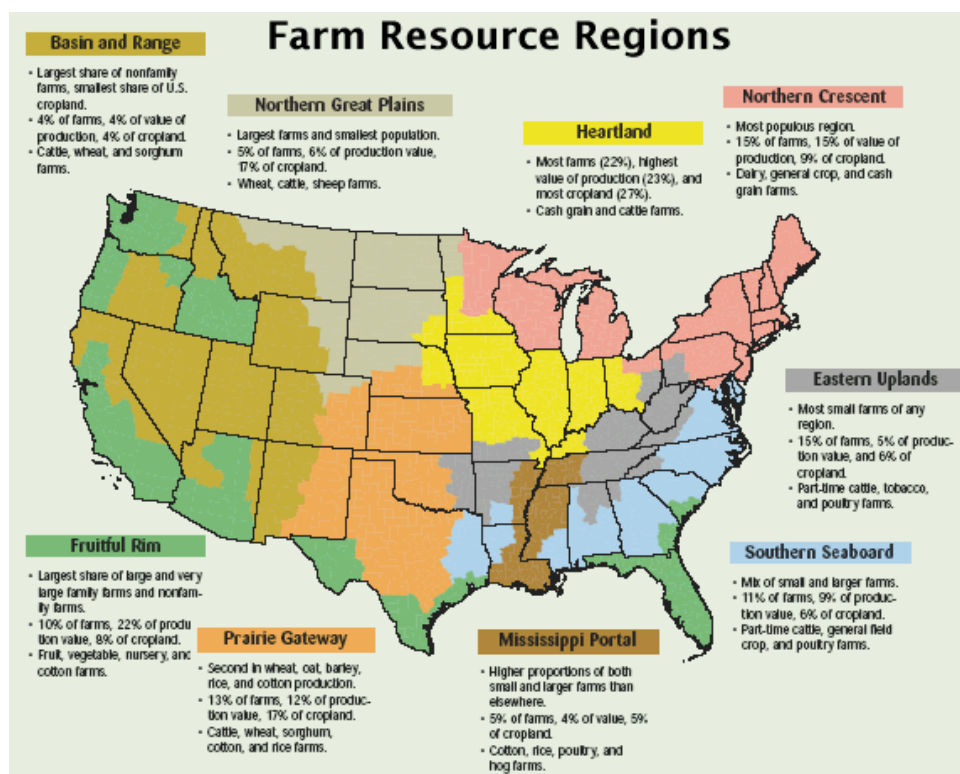 Farm Resource Regions
Basin and Range
• Largest share of nonfamily
farms, smallest share of U.S.
cropland.
• 4% of farms, 4% of value of
production, 4% of cropland.
• Cattle, wheat, and sorghum
farms.
Northern Great Plains
• Largest farms and smallest population.
• 5% of farms, 6% of production value,
17% of cropland.
• Wheat, cattle, sheep farms.
Heartland
• Most farms (22%), highest
value of production (23%), and
most cropland (27%).
• Cash grain and cattle farms.
Northern Crescent
• Most populous region.
• 15% of farms, 15% of value of
production, 9% of cropland.
• Dairy, general crop, and cash
grain farms.
Eastern Uplands
• Most small farms of any
region.
• 15% of farms, 5% of produc-
tion value, and 6% of
cropland.
• Part-time cattle, tobacco,
and poultry farms.
Southern Seaboard
• Mix of small and larger farms.
• 11% of farms, 9% of produc-
tion value, 6% of cropland.
• Part-time cattle, general field
crop, and poultry farms.
Fruitful Rim
• Largest share of large and very
large family farms and nonfam-
ily farms.
• 10% of farms, 22% of produ
tion value, 8% of cropland.
• Fruit, vegetable, nursery, and
cotton farms.
Prairie Gateway
• Second in wheat, oat, barley,
rice, and cotton production.
• 13% of farms, 12% of produc-
tion value, 17% of cropland.
• Cattle, wheat, sorghum,
cotton, and rice farms.
Mississippi Portal
• Higher proportions of both
small and larger farms than
elsewhere.
• 5% of farms, 4% of value, 5%
of cropland.
• Cotton, rice, poultry, and
hog farms.